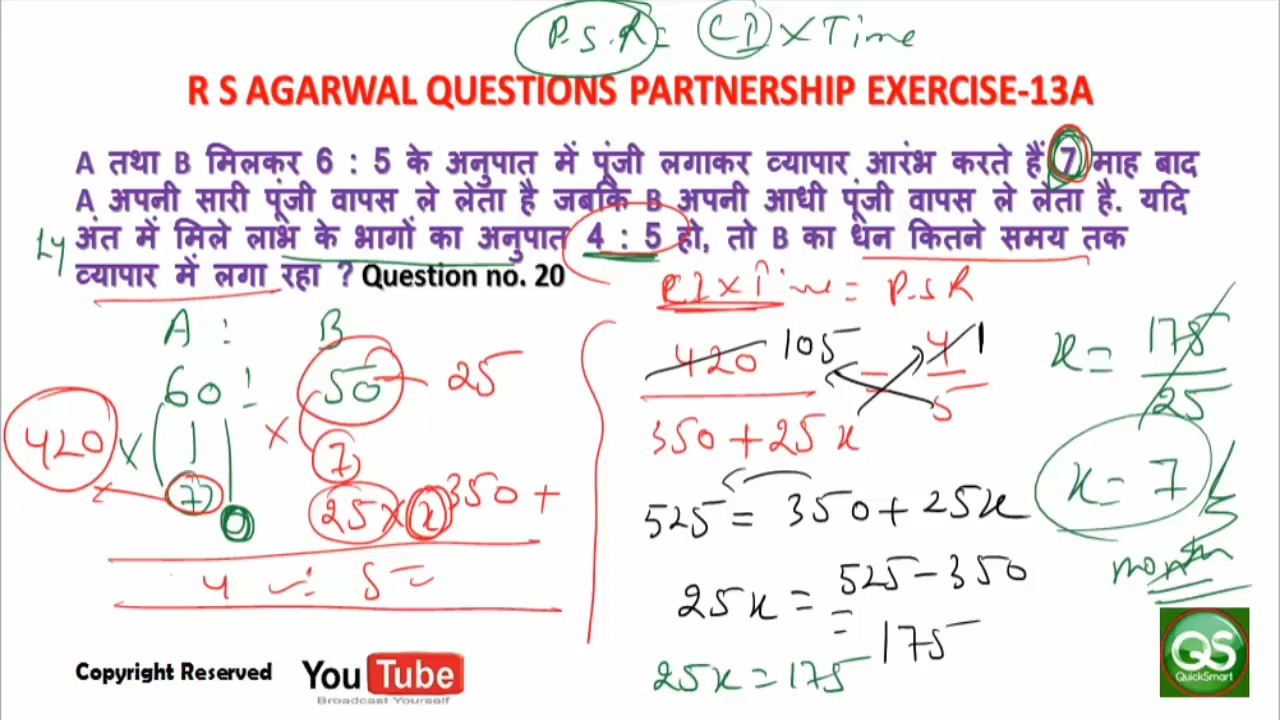 P.S.R = CI × Time
R S AGARWAL QUESTIONS PARTNERSHIP EXERCISE-13A
A तथा B मिलकर 6 : 5 के अनुपात में पूंजी लगाकर व्यापार आरंभ करते हैं 7 माह बाद
A अपनी सारी पूंजी वापस ले लेता है जबकि B अपनी आधी पूंजी वापस ले लेता है. यदि
अंत में मिले लाभ के भागों का अनुपात 4 : 5 हो, तो B का धन कितने समय तक
व्यापार में लगा रहा ? Question no. 20
A : B
60 : 50 - 25
420 × 7
× 7
0
25 × x 350 +
4 : 5 =
C.I × Time = P.S.R
420 105 = 4 1
350 + 25 x 5
525 = 350 + 25x
25x = 525 - 350
= 175
25x = 175
x = 175
25
x = 7
month
Copyright Reserved
YouTube
Broadcast Yourself
QS
QuickSmart